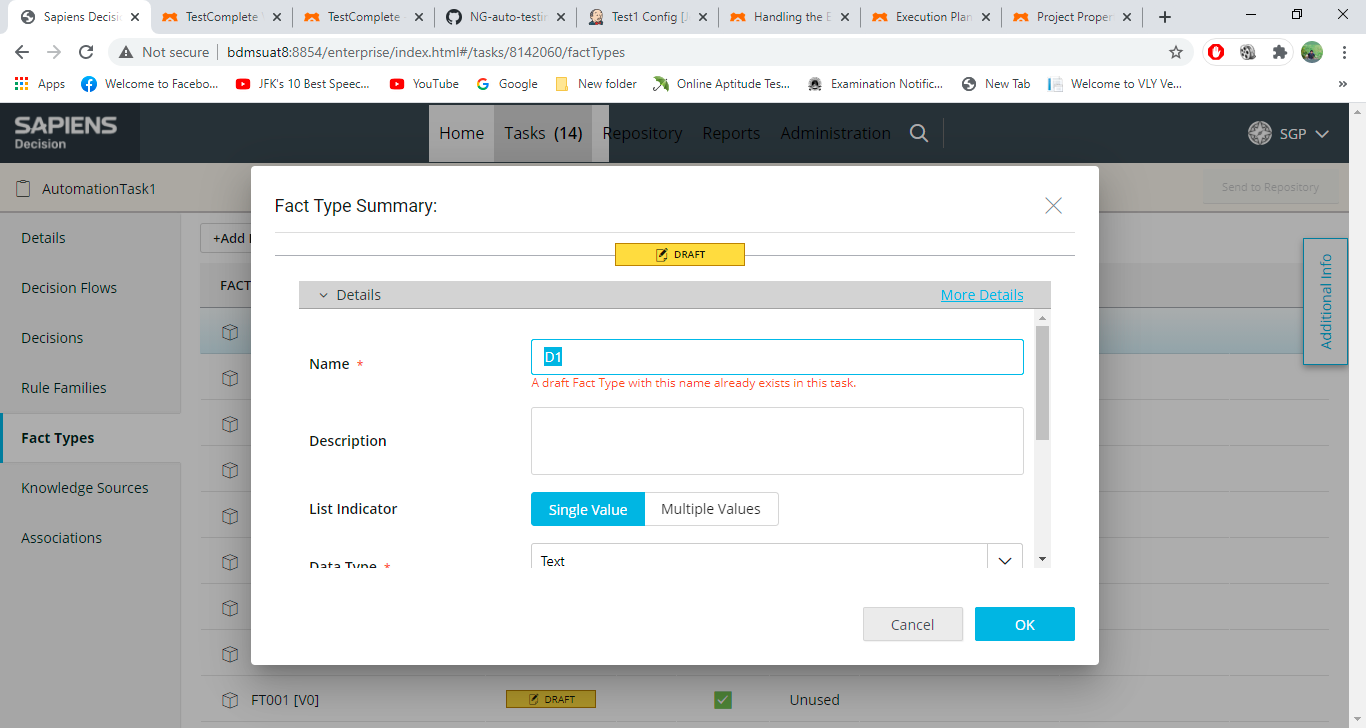 Sapiens Decisi
TestComplete
TestComplete
NG-auto-testi
Test1 Config [J
Handling the E
Execution Plan
Project Proper
Not secure
bdmsuat8:8854/enterprise/index.html#/tasks/8142060/factTypes
Apps
Welcome to Facebo...
JFK's 10 Best Speec...
YouTube
Google
New folder
Online Aptitude Tes...
Examination Notific...
New Tab
Welcome to VLY Ve...
»
SAPIENS
Decision
Home
Tasks (14)
Repository
Reports
Administration
SGP
AutomationTask1
Send to Repository
Details
Decision Flows
Decisions
Rule Families
Fact Types
Knowledge Sources
Associations
+Add
FACT
Fact Type Summary:
DRAFT
Details
More Details
Name *
D1
A draft Fact Type with this name already exists in this task.
Description
List Indicator
Single Value
Multiple Values
Data Type *
Text
Cancel
OK
Additional Info
FT001 [V0]
DRAFT
Unused